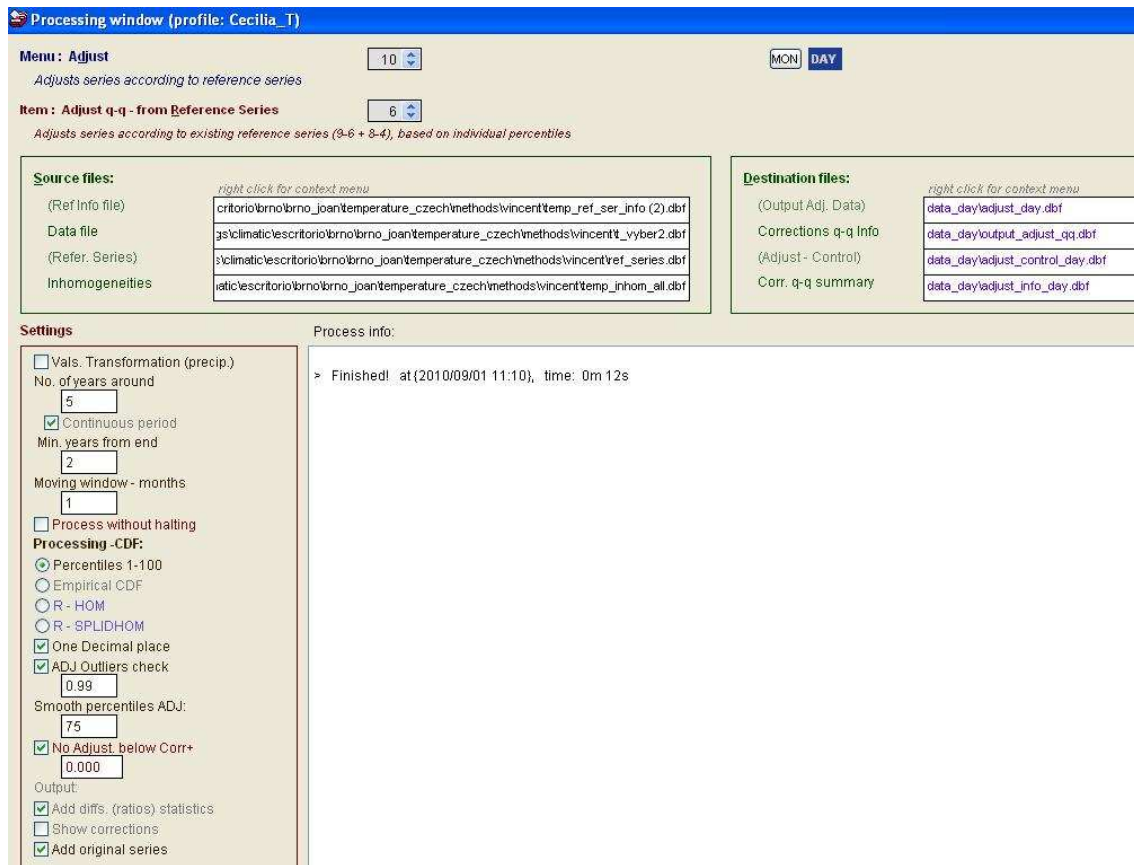 Processing window (profile: Cecilia_T)
Menu : Adjust
10
MON DAY
Adjusts series according to reference series
Item : Adjust q-q - from Reference Series
6
Adjusts series according to existing reference series (9-6 + 8-4), based on individual percentiles
Source files:
right click for context menu
(Ref Info file)
critorio\brno\brno_joan\temperature_czech\methods\vincent\temp_ref_ser_info (2).dbf
Data file
gs\climatic\escritorio\brno\brno_joan\temperature_czech\methods\vincent\t_vyber2.dbf
(Refer. Series)
s\climatic\escritorio\brno\brno_joan\temperature_czech\methods\vincent\ref_series.dbf
Inhomogeneities
atic\escritorio\brno\brno_joan\temperature_czech\methods\vincent\temp_inhom_all.dbf
Destination files:
right click for context menu
(Output Adj. Data)
data_day\adjust_day.dbf
Corrections q-q Info
data_day\output_adjust_qq.dbf
(Adjust - Control)
data_day\adjust_control_day.dbf
Corr. q-q summary
data_day\adjust_info_day.dbf
Settings
Vals. Transformation (precip.)
No. of years around
5
Continuous period
Min. years from end
2
Moving window - months
1
Process without halting
Processing -CDF:
Percentiles 1-100
Empirical CDF
R - HOM
R - SPLIDHOM
One Decimal place
ADJ Outliers check
0.99
Smooth percentiles ADJ:
75
No Adjust. below Corr+
0.000
Output:
Add diffs. (ratios) statistics
Show corrections
Add original series
Process info:
> Finished! at {2010/09/01 11:10}, time: 0m 12s